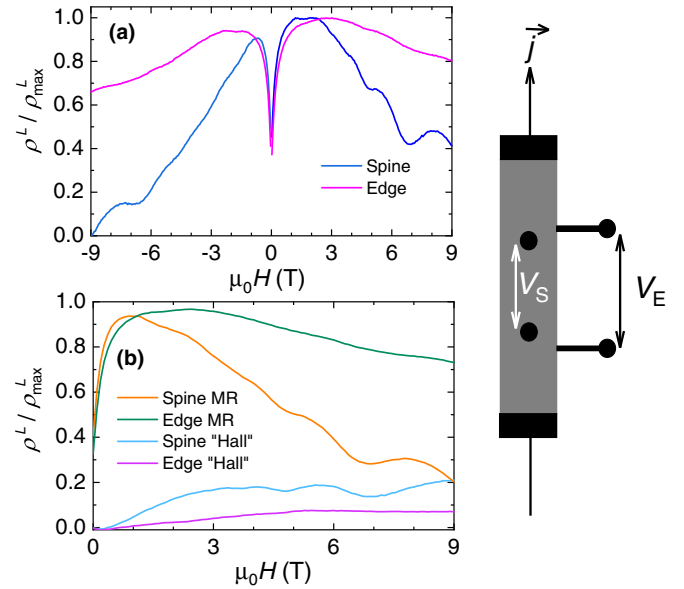 (a)
ρ^L / ρ^L_max
1.0
0.8
0.6
0.4
0.2
0.0
Spine
Edge
-9 -6 -3 0 3 6 9
μ₀H (T)
(b)
ρ^L / ρ^L_max
1.0
0.8
0.6
0.4
0.2
0.0
Spine MR
Edge MR
Spine "Hall"
Edge "Hall"
0 3 6 9
μ₀H (T)
j⃗
V_S
V_E